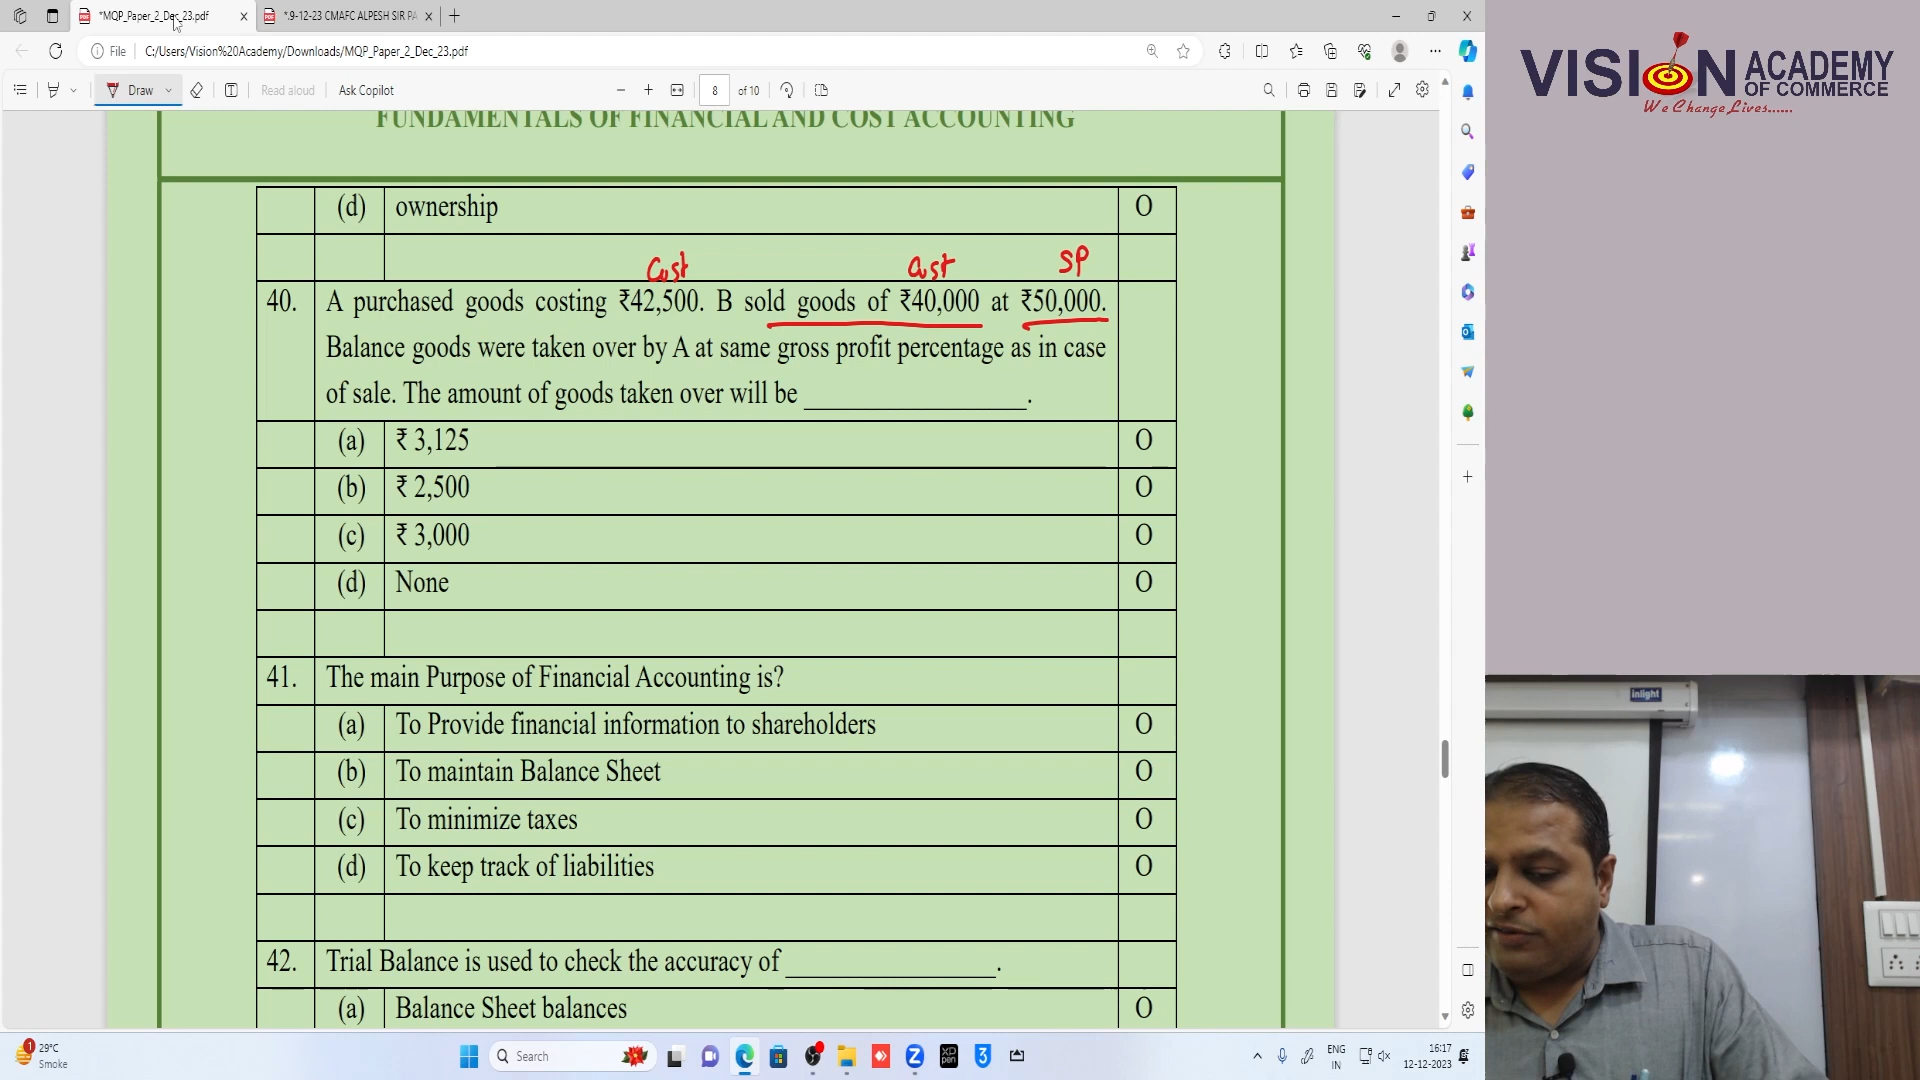 *MQP_Paper_2_Dec_23.pdf
*.9-12-23 CMAFC ALPESH SIR PA
File
C:/Users/Vision%20Academy/Downloads/MQP_Paper_2_Dec_23.pdf
Draw
Read aloud
Ask Copilot
8
of 10
VISION ACADEMY OF COMMERCE
We Change Lives......
FUNDAMENTALS OF FINANCIAL AND COST ACCOUNTING
(d) ownership O
Cost Cost SP
40. A purchased goods costing ₹42,500. B sold goods of ₹40,000 at ₹50,000.
Balance goods were taken over by A at same gross profit percentage as in case
of sale. The amount of goods taken over will be _________________.
(a) ₹ 3,125 O
(b) ₹ 2,500 O
(c) ₹ 3,000 O
(d) None O
41. The main Purpose of Financial Accounting is?
(a) To Provide financial information to shareholders O
(b) To maintain Balance Sheet O
(c) To minimize taxes O
(d) To keep track of liabilities O
42. Trial Balance is used to check the accuracy of ________________.
(a) Balance Sheet balances O
inlight
1
29°C
Smoke
Search
XP
pen
3
ENG
IN
16:17
12-12-2023